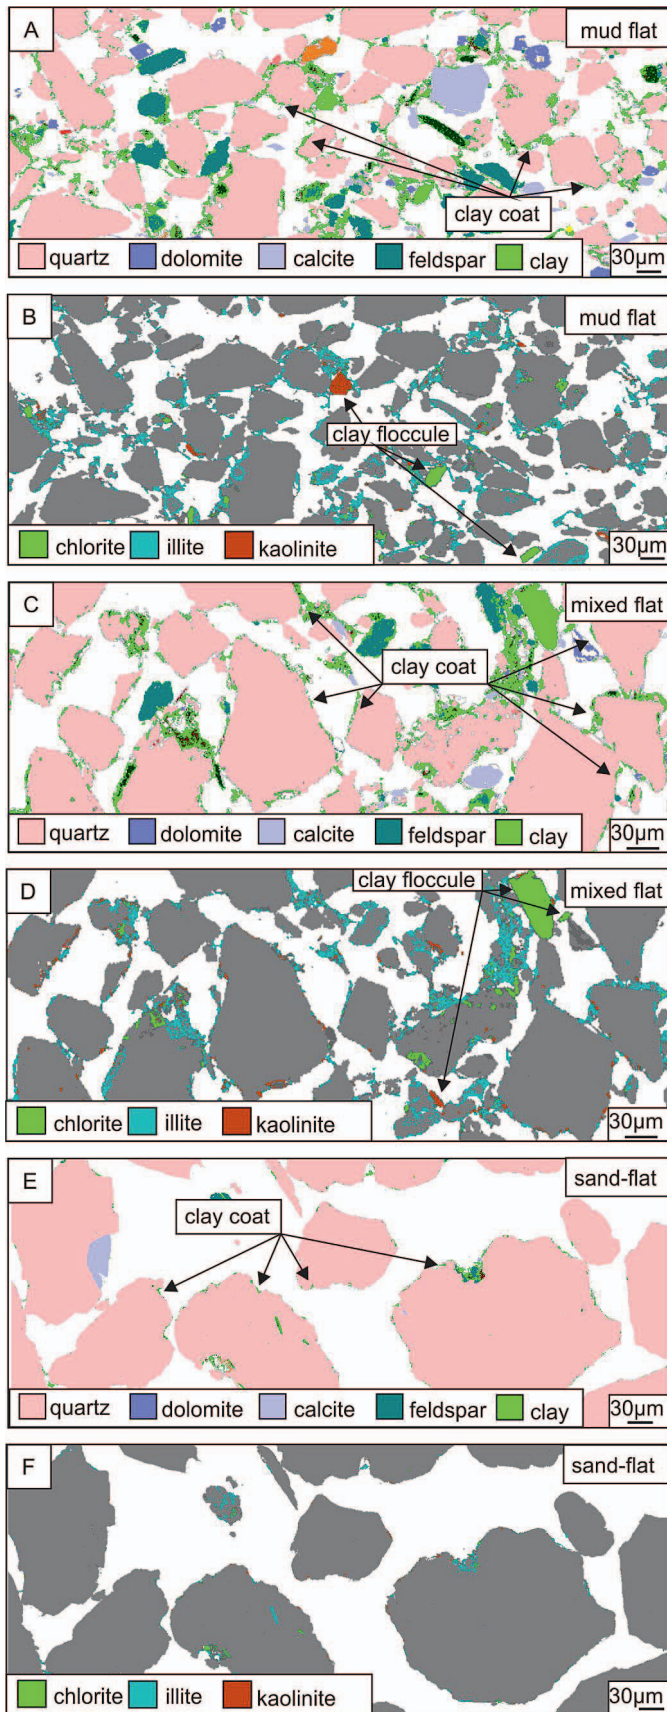 A
mud flat
clay coat
quartz dolomite calcite feldspar clay
30µm
B
mud flat
clay floccule
chlorite illite kaolinite
30µm
C
mixed flat
clay coat
quartz dolomite calcite feldspar clay
30µm
D
clay floccule
mixed flat
chlorite illite kaolinite
30µm
E
sand-flat
clay coat
quartz dolomite calcite feldspar clay
30µm
F
sand-flat
chlorite illite kaolinite
30µm